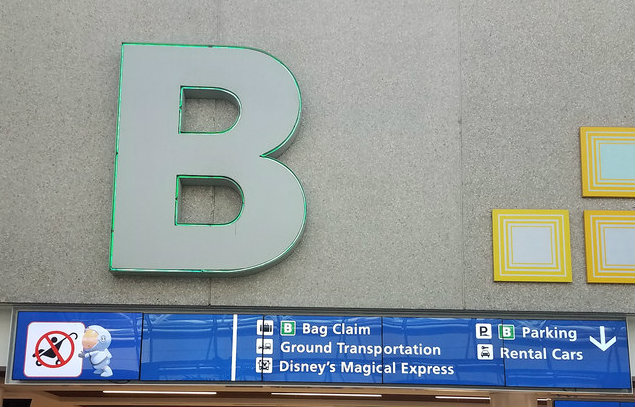 B
B Bag Claim
Ground Transportation
Disney's Magical Express
P B Parking
Rental Cars